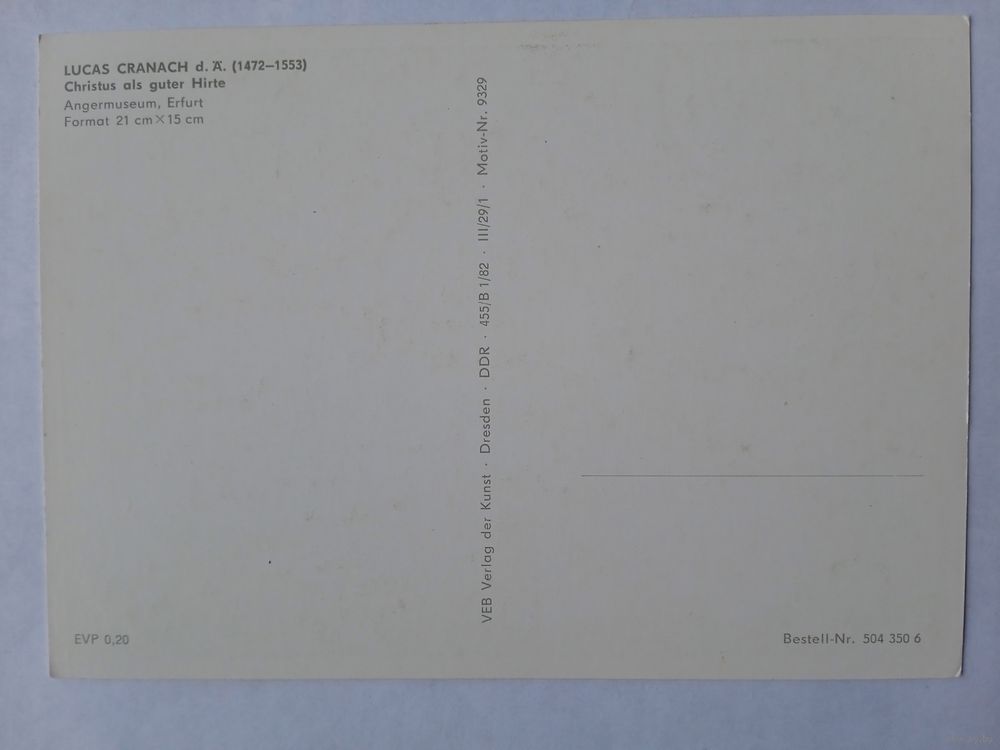 LUCAS CRANACH d. Ä. (1472–1553)
Christus als guter Hirte
Angermuseum, Erfurt
Format 21 cm×15 cm
VEB Verlag der Kunst · Dresden · DDR · 455/B 1/82 · III/29/1 · Motiv-Nr. 9329
EVP 0,20
Bestell-Nr. 504 350 6